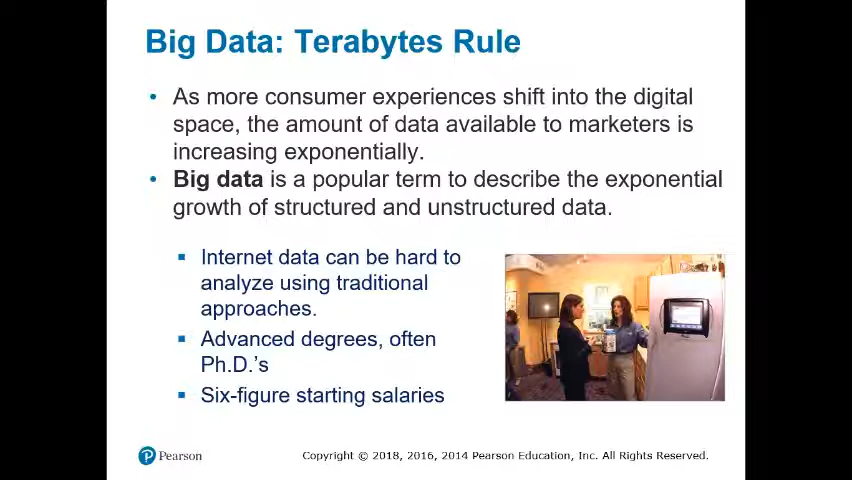 Big Data: Terabytes Rule
• As more consumer experiences shift into the digital
space, the amount of data available to marketers is
increasing exponentially.
• Big data is a popular term to describe the exponential
growth of structured and unstructured data.
▪ Internet data can be hard to
analyze using traditional
approaches.
▪ Advanced degrees, often
Ph.D.'s
▪ Six-figure starting salaries
Pearson
Copyright © 2018, 2016, 2014 Pearson Education, Inc. All Rights Reserved.